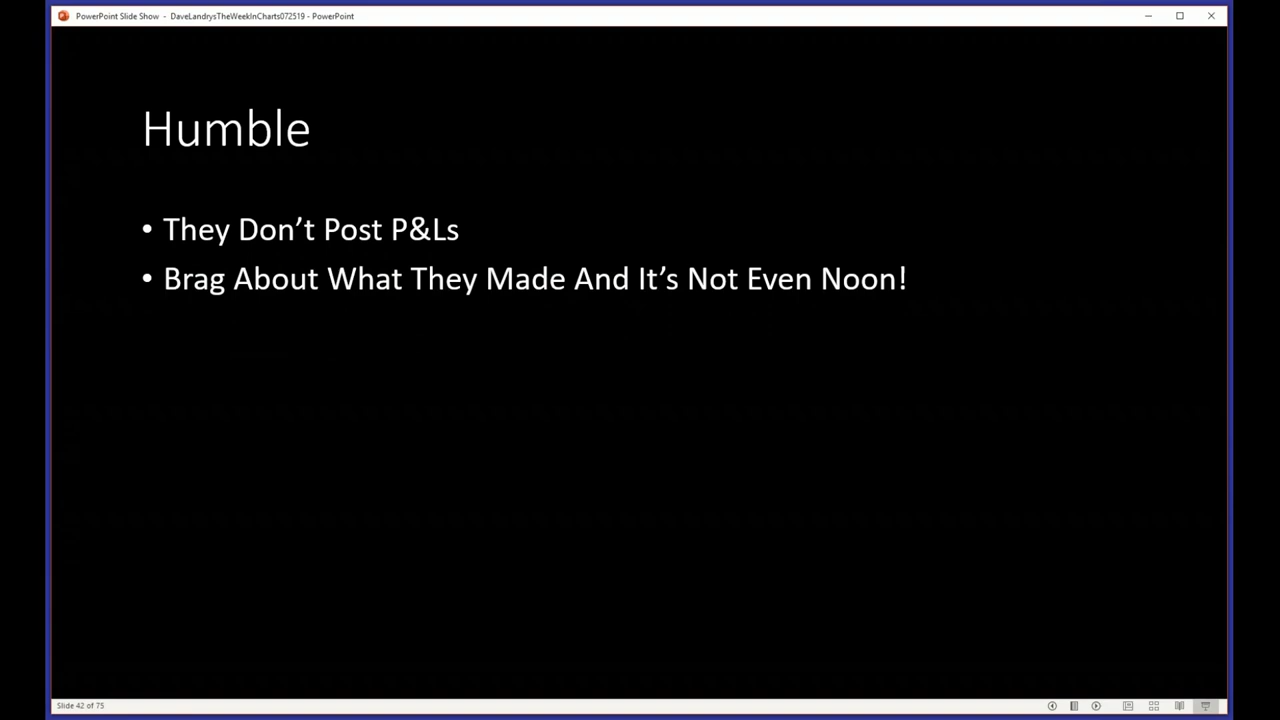 PowerPoint Slide Show - DaveLandrysTheWeekInCharts072519 - PowerPoint
Humble
• They Don’t Post P&Ls
• Brag About What They Made And It’s Not Even Noon!
Slide 42 of 75